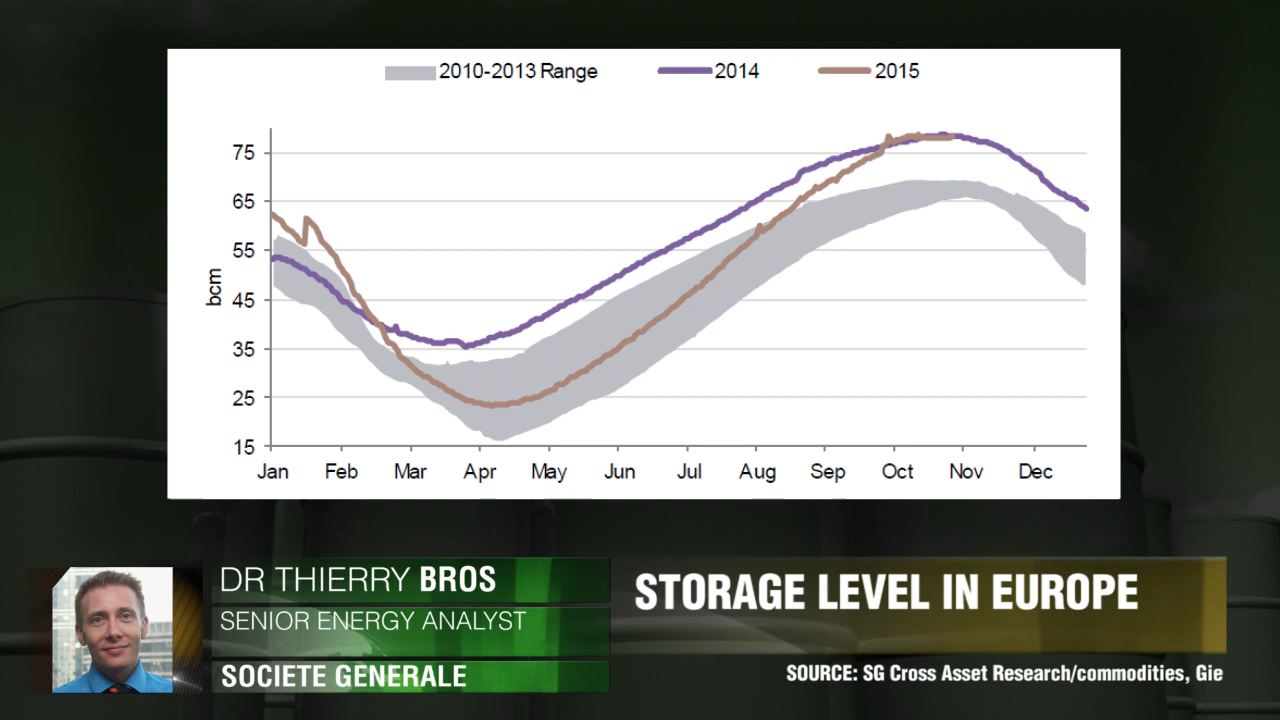 2010-2013 Range 2014 2015
75
65
55
45
35
25
15
bcm
Jan Feb Mar Apr May Jun Jul Aug Sep Oct Nov Dec
DR THIERRY BROS
SENIOR ENERGY ANALYST
SOCIETE GENERALE
STORAGE LEVEL IN EUROPE
SOURCE: SG Cross Asset Research/commodities, Gie